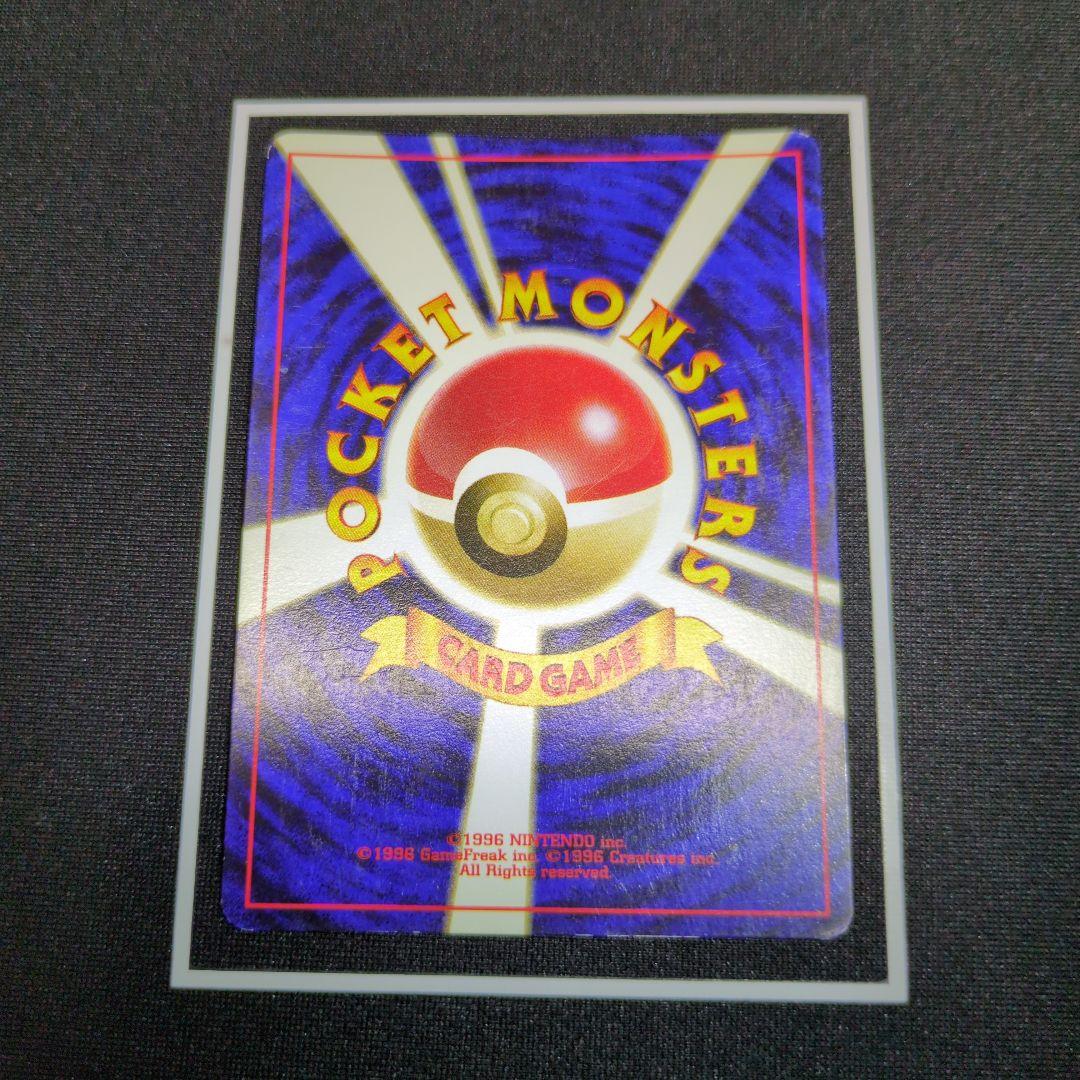 POCKET MONSTERS
CARD GAME
©1996 NINTENDO inc.
©1996 GameFreak inc. ©1996 Creatures inc.
All Rights reserved.